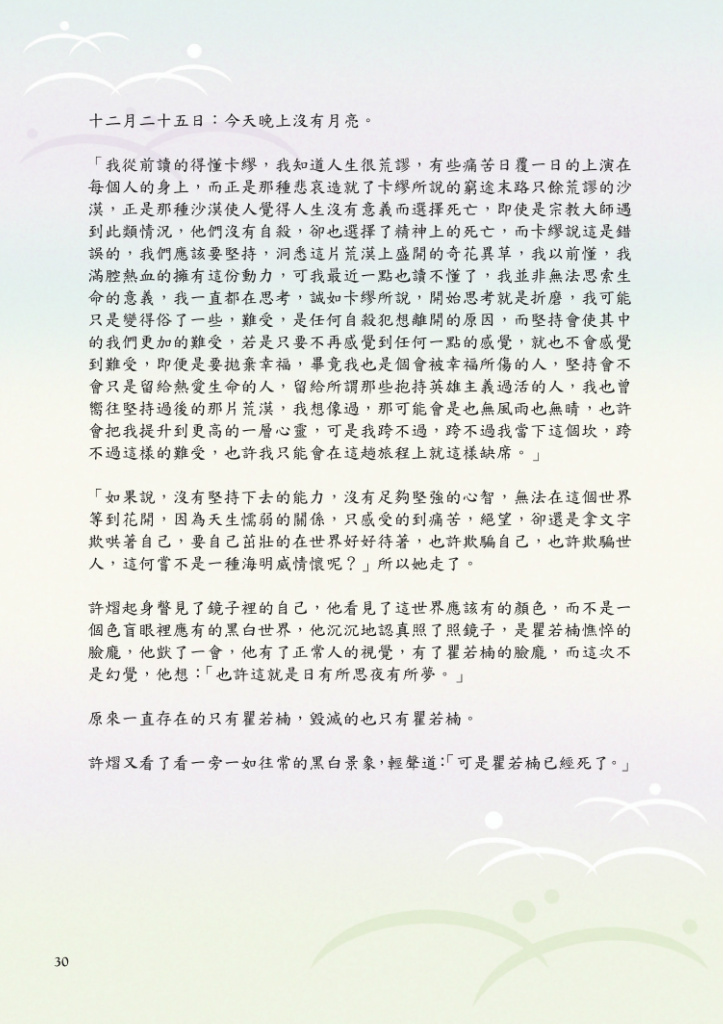 十二月二十五日：今天晚上沒有月亮。
「我從前讀的得懂卡繆，我知道人生很荒謬，有些痛苦日覆一日的上演在
每個人的身上，而正是那種悲哀造就了卡繆所說的窮途末路只餘荒謬的沙
漠，正是那種沙漠使人覺得人生沒有意義而選擇死亡，即使是宗教大師遇
到此類情況，他們沒有自殺，卻也選擇了精神上的死亡，而卡繆說這是錯
誤的，我們應該要堅持，洞悉這片荒漠上盛開的奇花異草，我以前懂，我
滿腔熱血的擁有這份動力，可我最近一點也讀不懂了，我並非無法思索生
命的意義，我一直都在思考，誠如卡繆所說，開始思考就是折磨，我可能
只是變得俗了一些，難受，是任何自殺犯想離開的原因，而堅持會使其中
的我們更加的難受，若是只要不再感覺到任何一點的感覺，就也不會感覺
到難受，即便是要拋棄幸福，畢竟我也是個會被幸福所傷的人，堅持會不
會只是留給熱愛生命的人，留給所謂那些抱持英雄主義過活的人，我也曾
嚮往堅持過後的那片荒漠，我想像過，那可能會是也無風雨也無晴，也許
會把我提升到更高的一層心靈，可是我跨不過，跨不過我當下這個坎，跨
不過這樣的難受，也許我只能會在這趟旅程上就這樣缺席。」
「如果說，沒有堅持下去的能力，沒有足夠堅強的心智，無法在這個世界
等到花開，因為天生懦弱的關係，只感受的到痛苦，絕望，卻還是拿文字
欺哄著自己，要自己茁壯的在世界好好待著，也許欺騙自己，也許欺騙世
人，這何嘗不是一種海明威情懷呢？」所以她走了。
許熠起身瞥見了鏡子裡的自己，他看見了這世界應該有的顏色，而不是一
個色盲眼裡應有的黑白世界，他沉沉地認真照了照鏡子，是瞿若楠憔悴的
臉龐，他獃了一會，他有了正常人的視覺，有了瞿若楠的臉龐，而這次不
是幻覺，他想：「也許這就是日有所思夜有所夢。」
原來一直存在的只有瞿若楠，毀滅的也只有瞿若楠。
許熠又看了看一旁一如往常的黑白景象，輕聲道：「可是瞿若楠已經死了。」
30